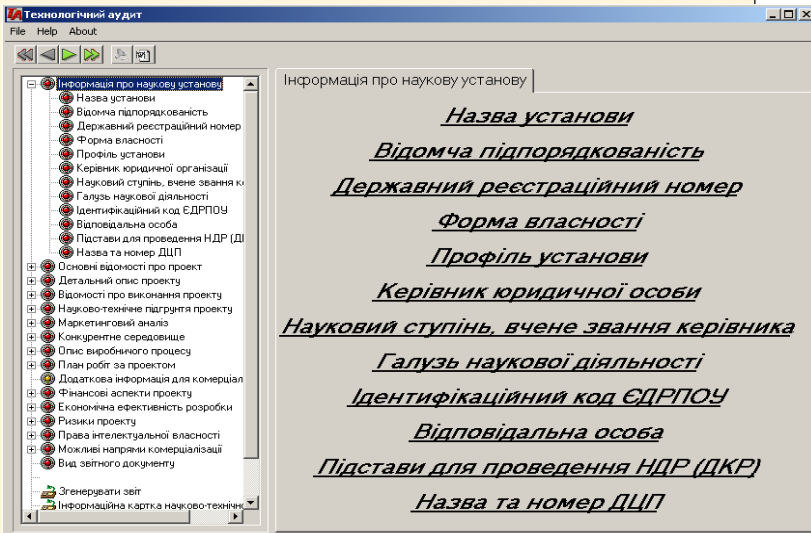 Технологічний аудит
File Help About
Інформація про наукову установу
Назва установи
Відомча підпорядкованість
Державний реєстраційний номер
Форма власності
Профіль установи
Керівник юридичної організації
Науковий ступінь, вчене звання к
Галузь наукової діяльності
Ідентифікаційний код ЄДРПОУ
Відповідальна особа
Підстави для проведення НДР (Д
Назва та номер ДЦП
Основні відомості про проект
Детальний опис проекту
Відомості про виконання проекту
Науково-технічне підгрунтя проекту
Маркетинговий аналіз
Конкурентне середовище
Опис виробничого процесу
План робіт за проектом
Додаткова інформація для комерціал
Фінансові аспекти проекту
Економічна ефективність розробки
Ризики проекту
Права інтелектуальної власності
Можливі напрями комерціалізації
Вид звітного документу
Згенерувати звіт
Інформаційна картка науково-технічн
Інформація про наукову установу
Назва установи
Відомча підпорядкованість
Державний реєстраційний номер
Форма власності
Профіль установи
Керівник юридичної особи
Науковий ступінь, вчене звання керівника
Галузь наукової діяльності
Ідентифікаційний код ЄДРПОУ
Відповідальна особа
Підстави для проведення НДР (ДКР)
Назва та номер ДЦП